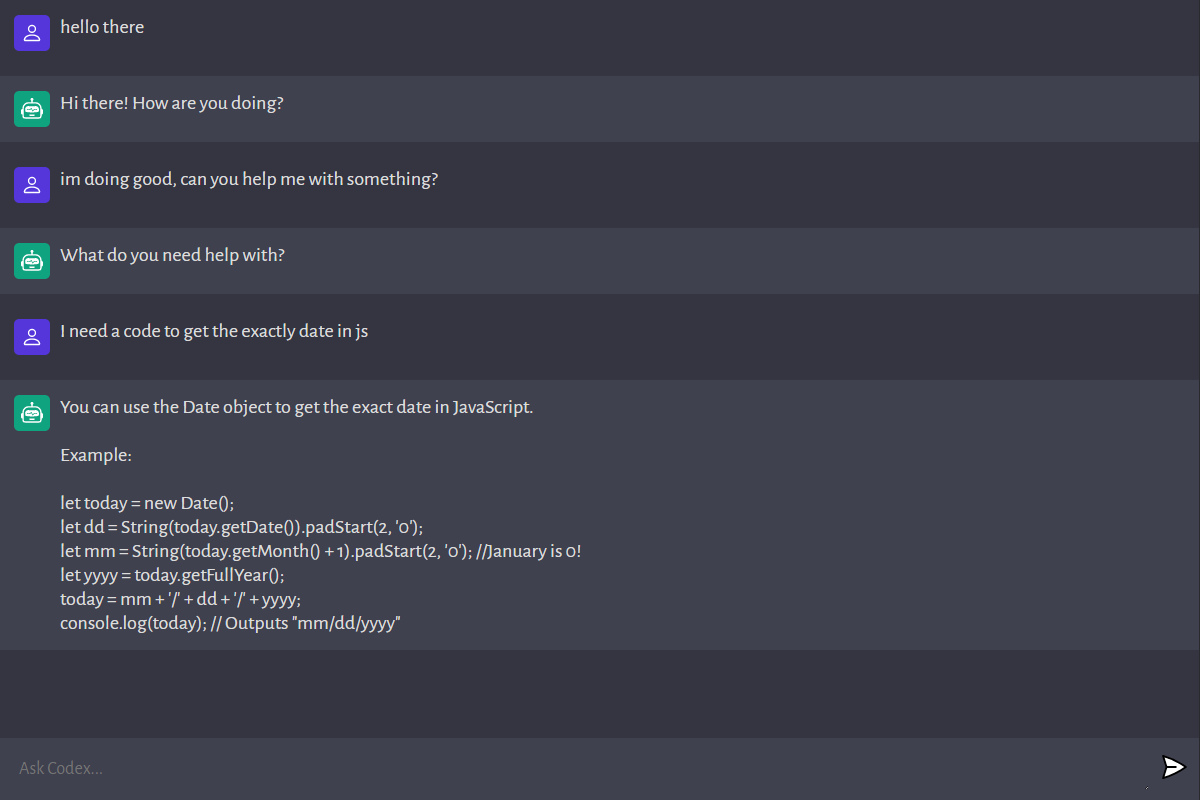 hello there
Hi there! How are you doing?
im doing good, can you help me with something?
What do you need help with?
I need a code to get the exactly date in js
You can use the Date object to get the exact date in JavaScript.
Example:
let today = new Date();
let dd = String(today.getDate()).padStart(2, '0');
let mm = String(today.getMonth() + 1).padStart(2, '0'); //January is 0!
let yyyy = today.getFullYear();
today = mm + '/' + dd + '/' + yyyy;
console.log(today); // Outputs "mm/dd/yyyy"
Ask Codex...